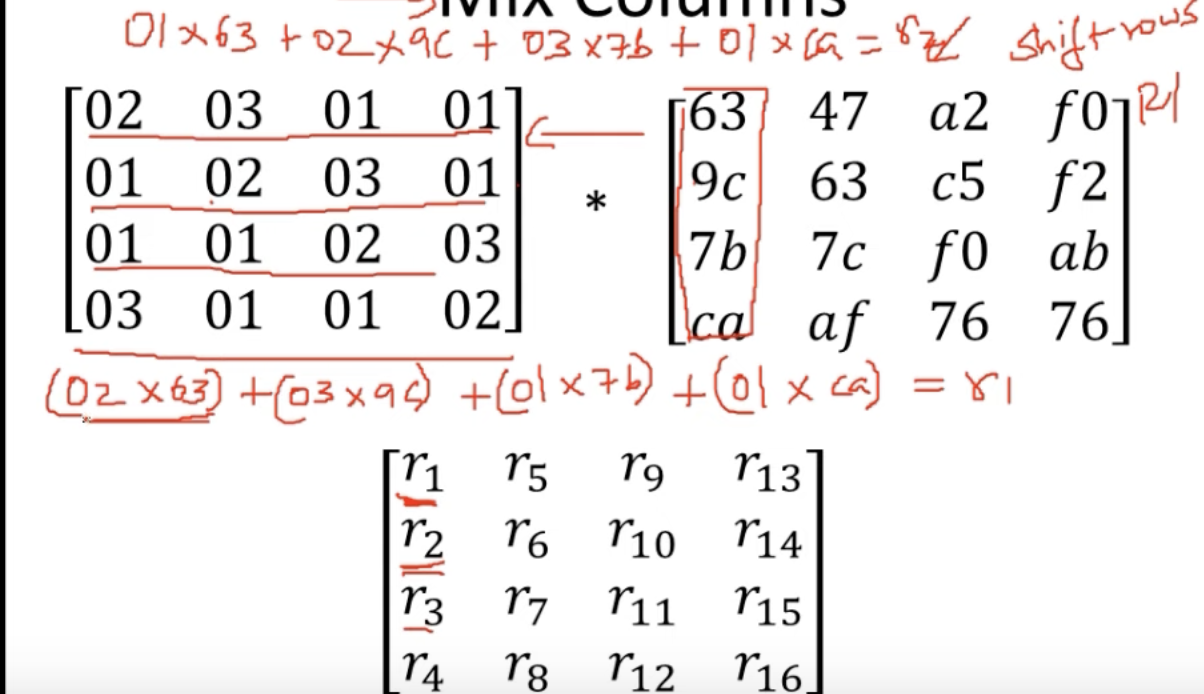 Mix Columns
01 x 63 + 02 x 9c + 03 x 7b + 01 x ca = r2 shift rows
02 03 01 01 63 47 a2 f0 R1
01 02 03 01 * 9c 63 c5 f2
01 01 02 03 7b 7c f0 ab
03 01 01 02 ca af 76 76
(02 x 63) + (03 x 9c) + (01 x 7b) + (01 x ca) = r1
r1 r5 r9 r13
r2 r6 r10 r14
r3 r7 r11 r15
r4 r8 r12 r16